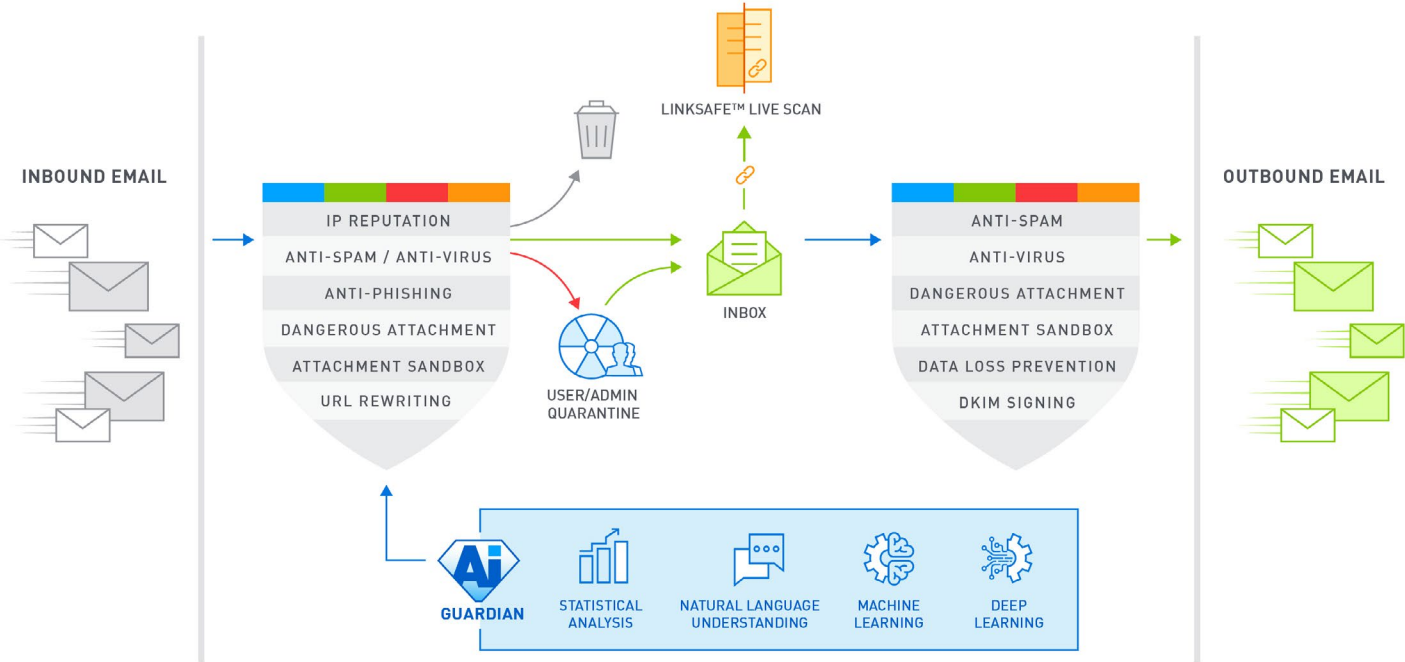 LINKSAFE™ LIVE SCAN
INBOUND EMAIL
OUTBOUND EMAIL
IP REPUTATION
ANTI-SPAM / ANTI-VIRUS
ANTI-PHISHING
DANGEROUS ATTACHMENT
ATTACHMENT SANDBOX
URL REWRITING
USER/ADMIN
QUARANTINE
INBOX
ANTI-SPAM
ANTI-VIRUS
DANGEROUS ATTACHMENT
ATTACHMENT SANDBOX
DATA LOSS PREVENTION
DKIM SIGNING
Ai
GUARDIAN
STATISTICAL
ANALYSIS
NATURAL LANGUAGE
UNDERSTANDING
MACHINE
LEARNING
DEEP
LEARNING